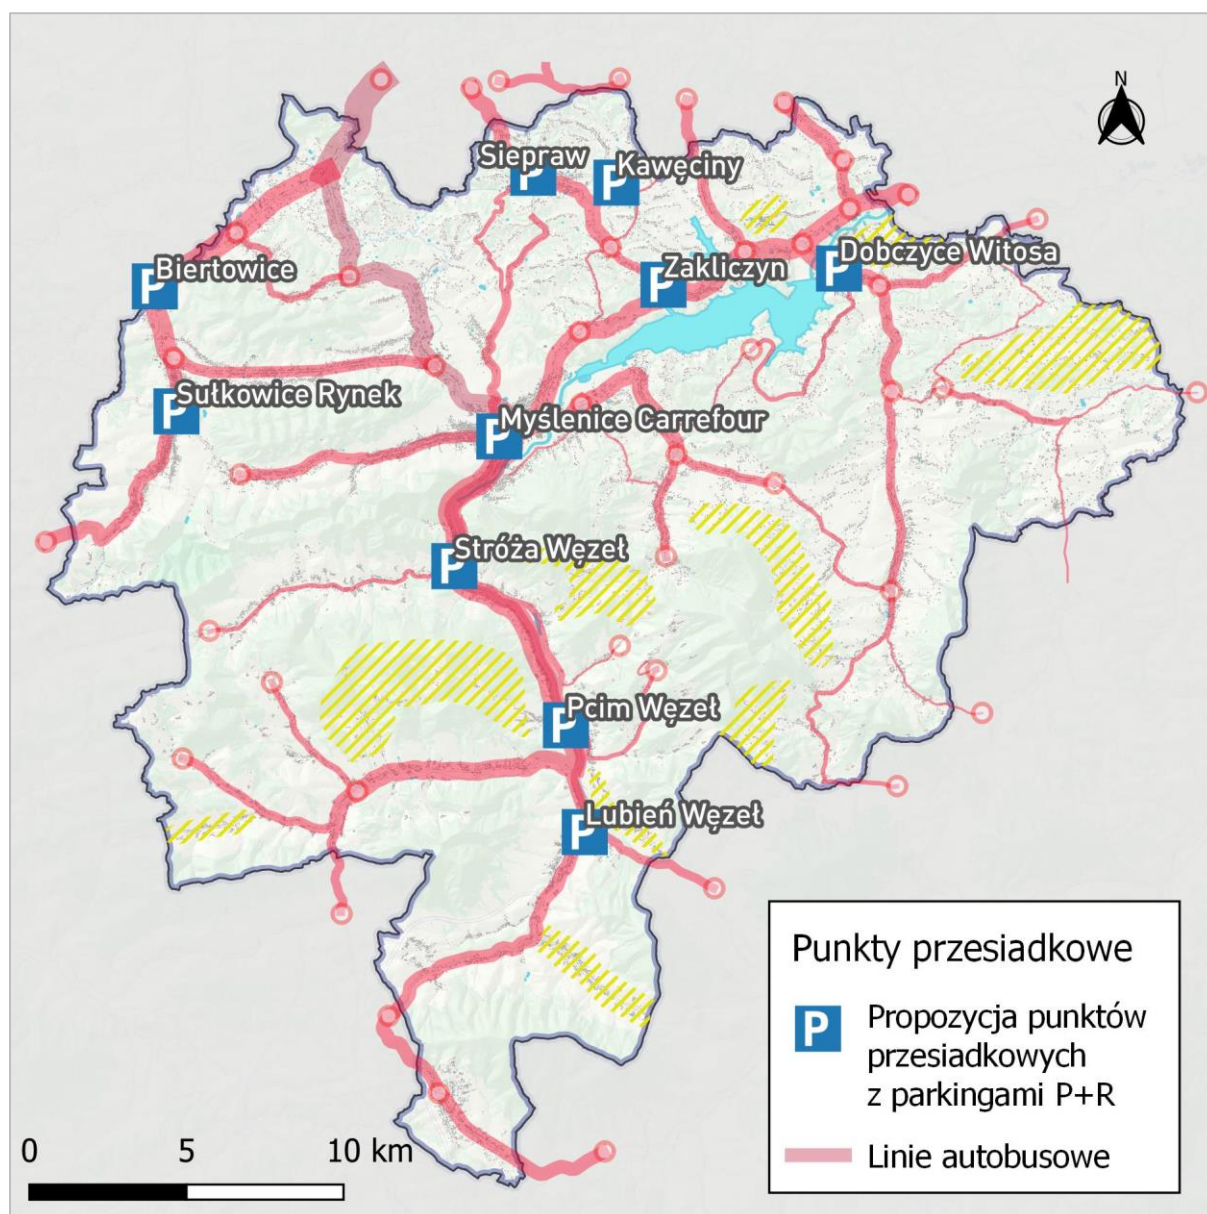 N
Siepraw
P
Kawęciny
P
Biertowice
P
Zakliczyn
P
Dobczyce Witosa
P
Sułkowice Rynek
P
Myślenice Carrefour
P
Stróża Węzeł
P
Pcim Węzeł
P
Lubień Węzeł
P
Punkty przesiadkowe
P
Propozycja punktów
przesiadkowych
z parkingami P+R
Linie autobusowe
0 5 10 km